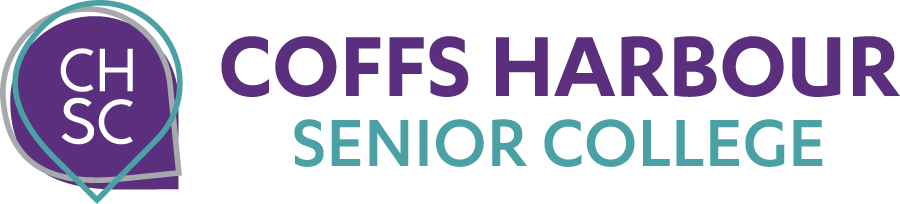 CH
SC
COFFS HARBOUR
SENIOR COLLEGE